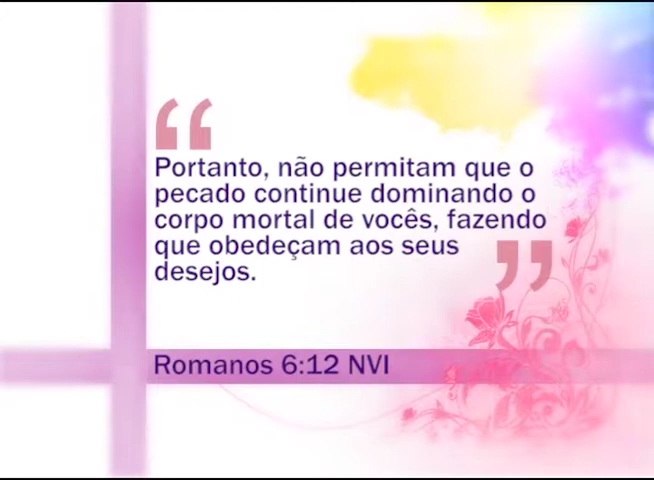 “
Portanto, não permitam que o
pecado continue dominando o
corpo mortal de vocês, fazendo
que obedeçam aos seus
desejos.
”
Romanos 6:12 NVI